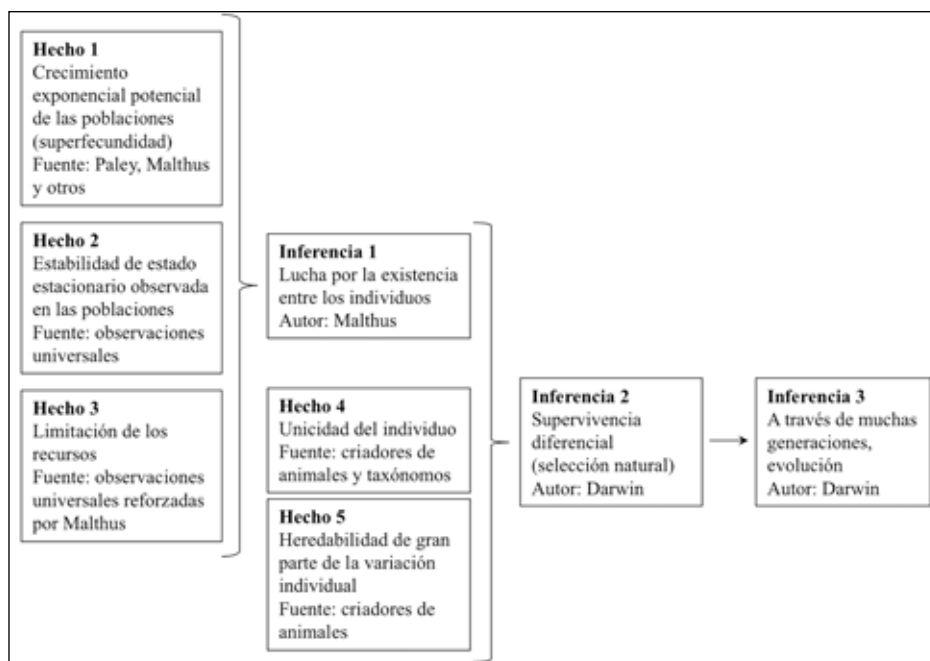 Hecho 1
Crecimiento
exponencial potencial
de las poblaciones
(superfecundidad)
Fuente: Paley, Malthus
y otros
Hecho 2
Estabilidad de estado
estacionario observada
en las poblaciones
Fuente: observaciones
universales
Hecho 3
Limitación de los
recursos
Fuente: observaciones
universales reforzadas
por Malthus
Inferencia 1
Lucha por la existencia
entre los individuos
Autor: Malthus
Hecho 4
Unicidad del individuo
Fuente: criadores de
animales y taxónomos
Hecho 5
Heredabilidad de gran
parte de la variación
individual
Fuente: criadores de
animales
Inferencia 2
Supervivencia
diferencial
(selección natural)
Autor: Darwin
Inferencia 3
A través de muchas
generaciones,
evolución
Autor: Darwin